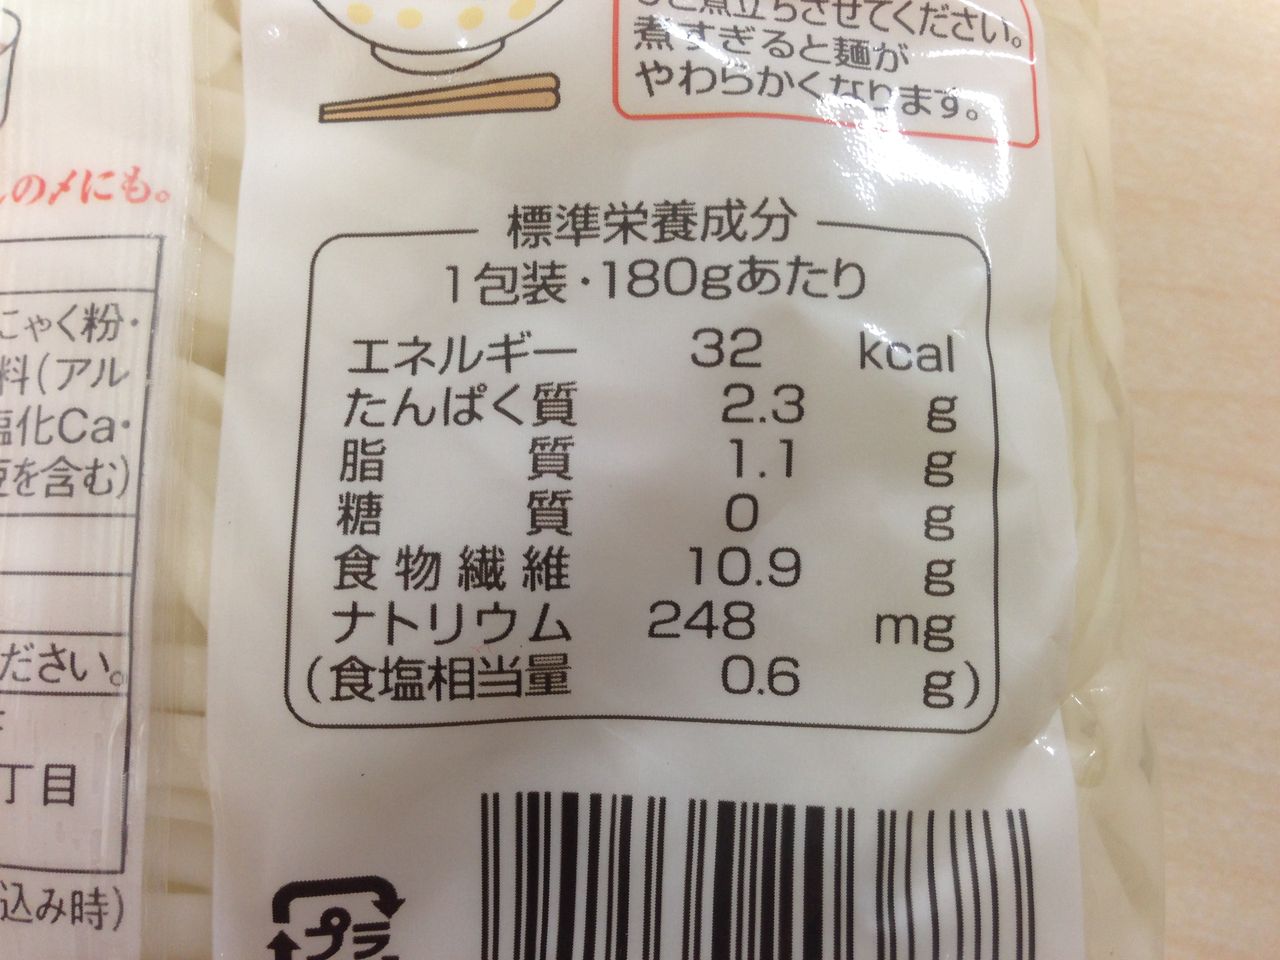 煮立たせてください。
煮すぎると麺が
やわらかくなります。
の〆にも。
標準栄養成分
1包装・180gあたり
エネルギー 32 kcal
たんぱく質 2.3 g
脂質 1.1 g
糖質 0 g
食物繊維 10.9 g
ナトリウム 248 mg
(食塩相当量 0.6 g)
にゃく粉・
料(アル
塩化Ca・
豆を含む)
ださい。
丁目
込み時)
プラ